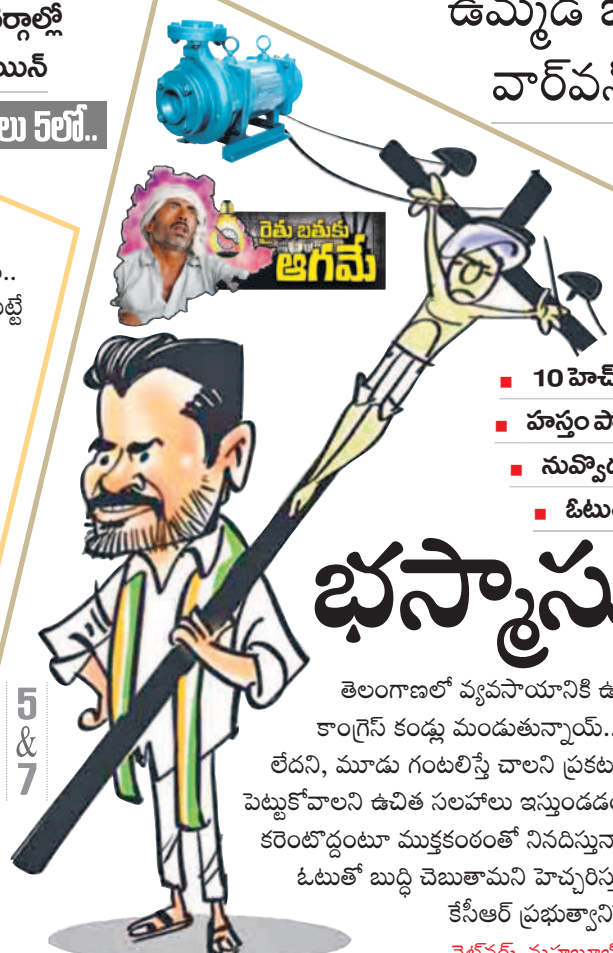 ర్గాల్లో
యిన్
లు 5లో..
ఉమ్మడి
రైతు బతుకు
ఆగమే
10 హెచ్
హస్తం పా
నువ్వొ
ఓటు
భస్మాసు
5
&
7
తెలంగాణలో వ్యవసాయానికి ఉ
కాంగ్రెస్ కండ్లు మండుతున్నాయ్..
లేదని, మూడు గంటలిస్తే చాలని ప్రకట
పెట్టుకోవాలని ఉచిత సలహాలు ఇస్తుండడం
కరెంటొద్దంటూ ముక్తకంఠంతో నినదిస్తున్నా
ఓటుతో బుద్ధి చెబుతామని హెచ్చరిస్త
కేసీఆర్ ప్రభుత్వాని